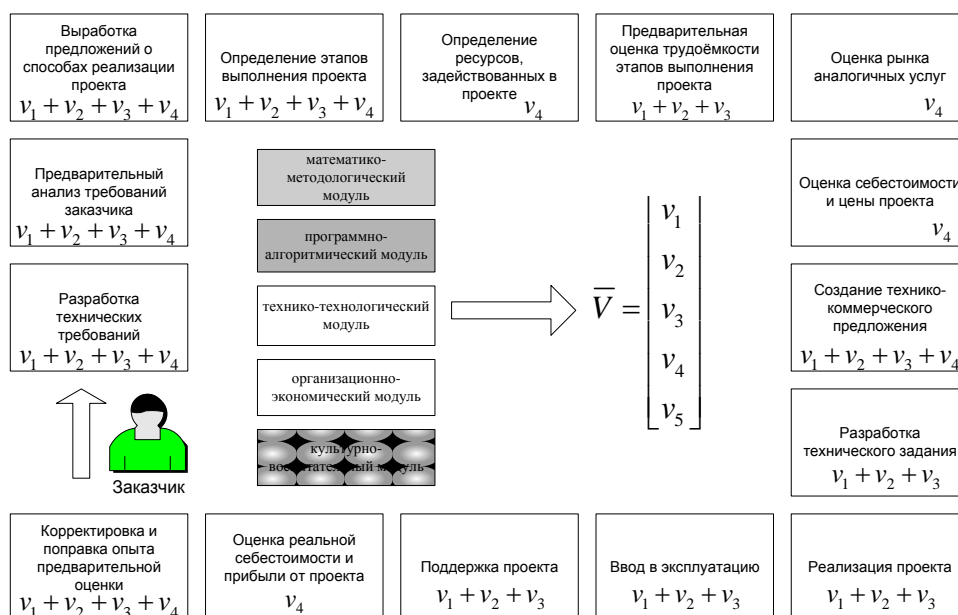 Выработка
предложений о
способах реализации
проекта
v₁ + v₂ + v₃ + v₄
Определение этапов
выполнения проекта
v₁ + v₂ + v₃ + v₄
Определение
ресурсов,
задействованных в
проекте
v₄
Предварительная
оценка трудоёмкости
этапов выполнения
проекта
v₁ + v₂ + v₃
Оценка рынка
аналогичных услуг
v₄
Предварительный
анализ требований
заказчика
v₁ + v₂ + v₃ + v₄
Разработка
технических
требований
v₁ + v₂ + v₃ + v₄
Заказчик
математико-
методологический
модуль
программно-
алгоритмический модуль
технико-технологический
модуль
организационно-
экономический модуль
культурно-
воспитательный модуль
V̅ =
v₁
v₂
v₃
v₄
v₅
Оценка себестоимости
и цены проекта
v₄
Создание технико-
коммерческого
предложения
v₁ + v₂ + v₃ + v₄
Разработка
технического задания
v₁ + v₂ + v₃
Корректировка и
поправка опыта
предварительной
оценки
v₁ + v₂ + v₃ + v₄
Оценка реальной
себестоимости и
прибыли от проекта
v₄
Поддержка проекта
v₁ + v₂ + v₃
Ввод в эксплуатацию
v₁ + v₂ + v₃
Реализация проекта
v₁ + v₂ + v₃